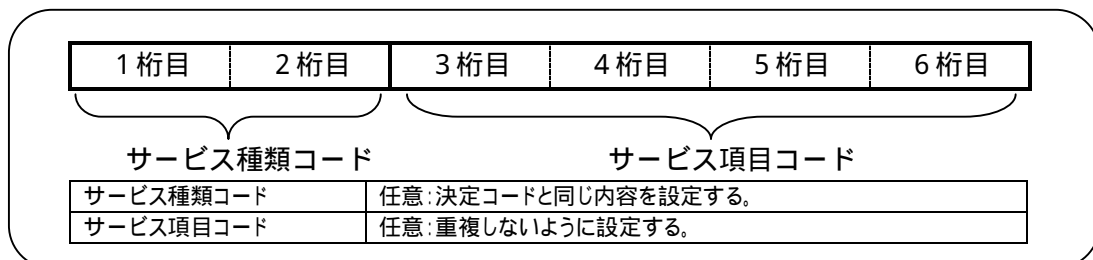 1桁目 2桁目 3桁目 4桁目 5桁目 6桁目
サービス種類コード サービス項目コード
サービス種類コード 任意:決定コードと同じ内容を設定する。
サービス項目コード 任意:重複しないように設定する。